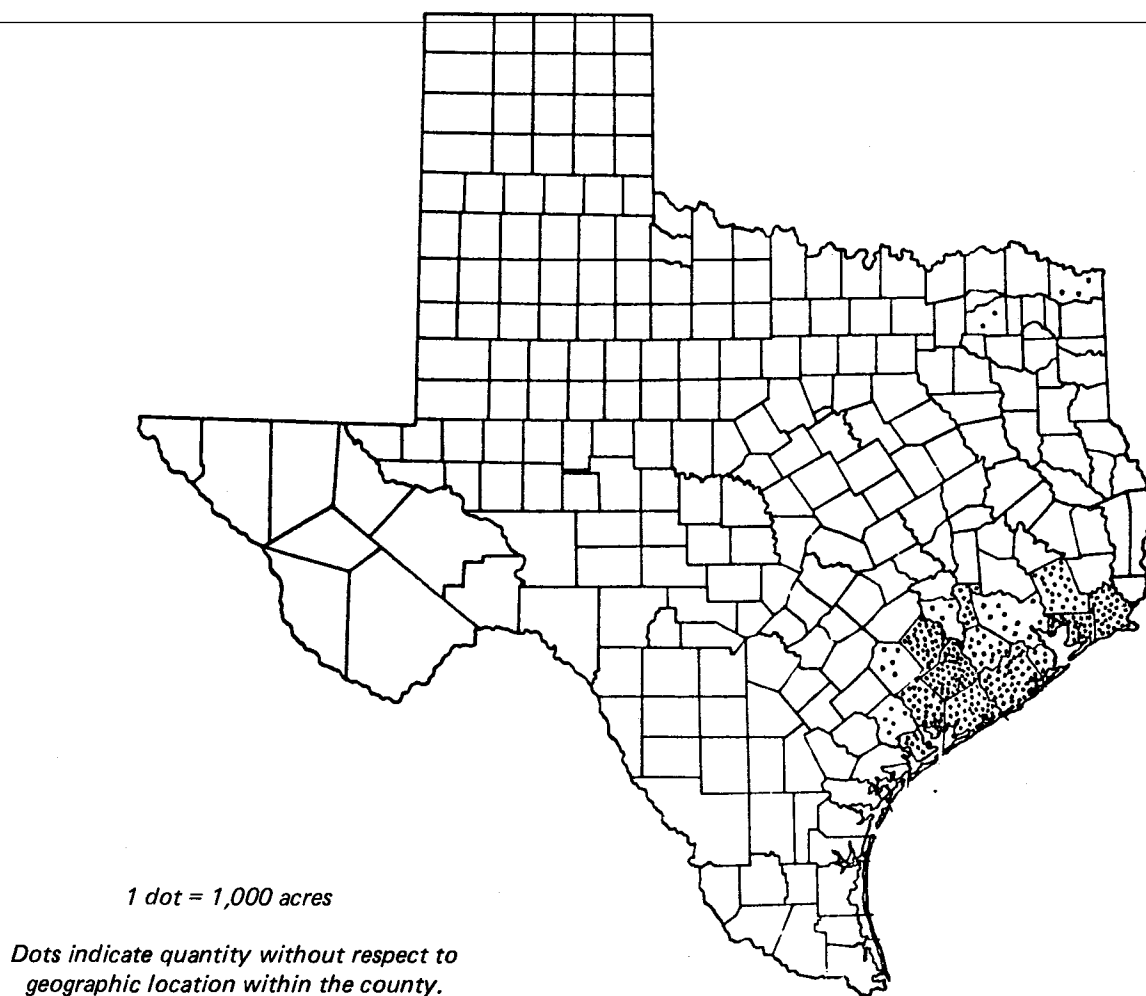 1 dot = 1,000 acres
Dots indicate quantity without respect to
geographic location within the county.